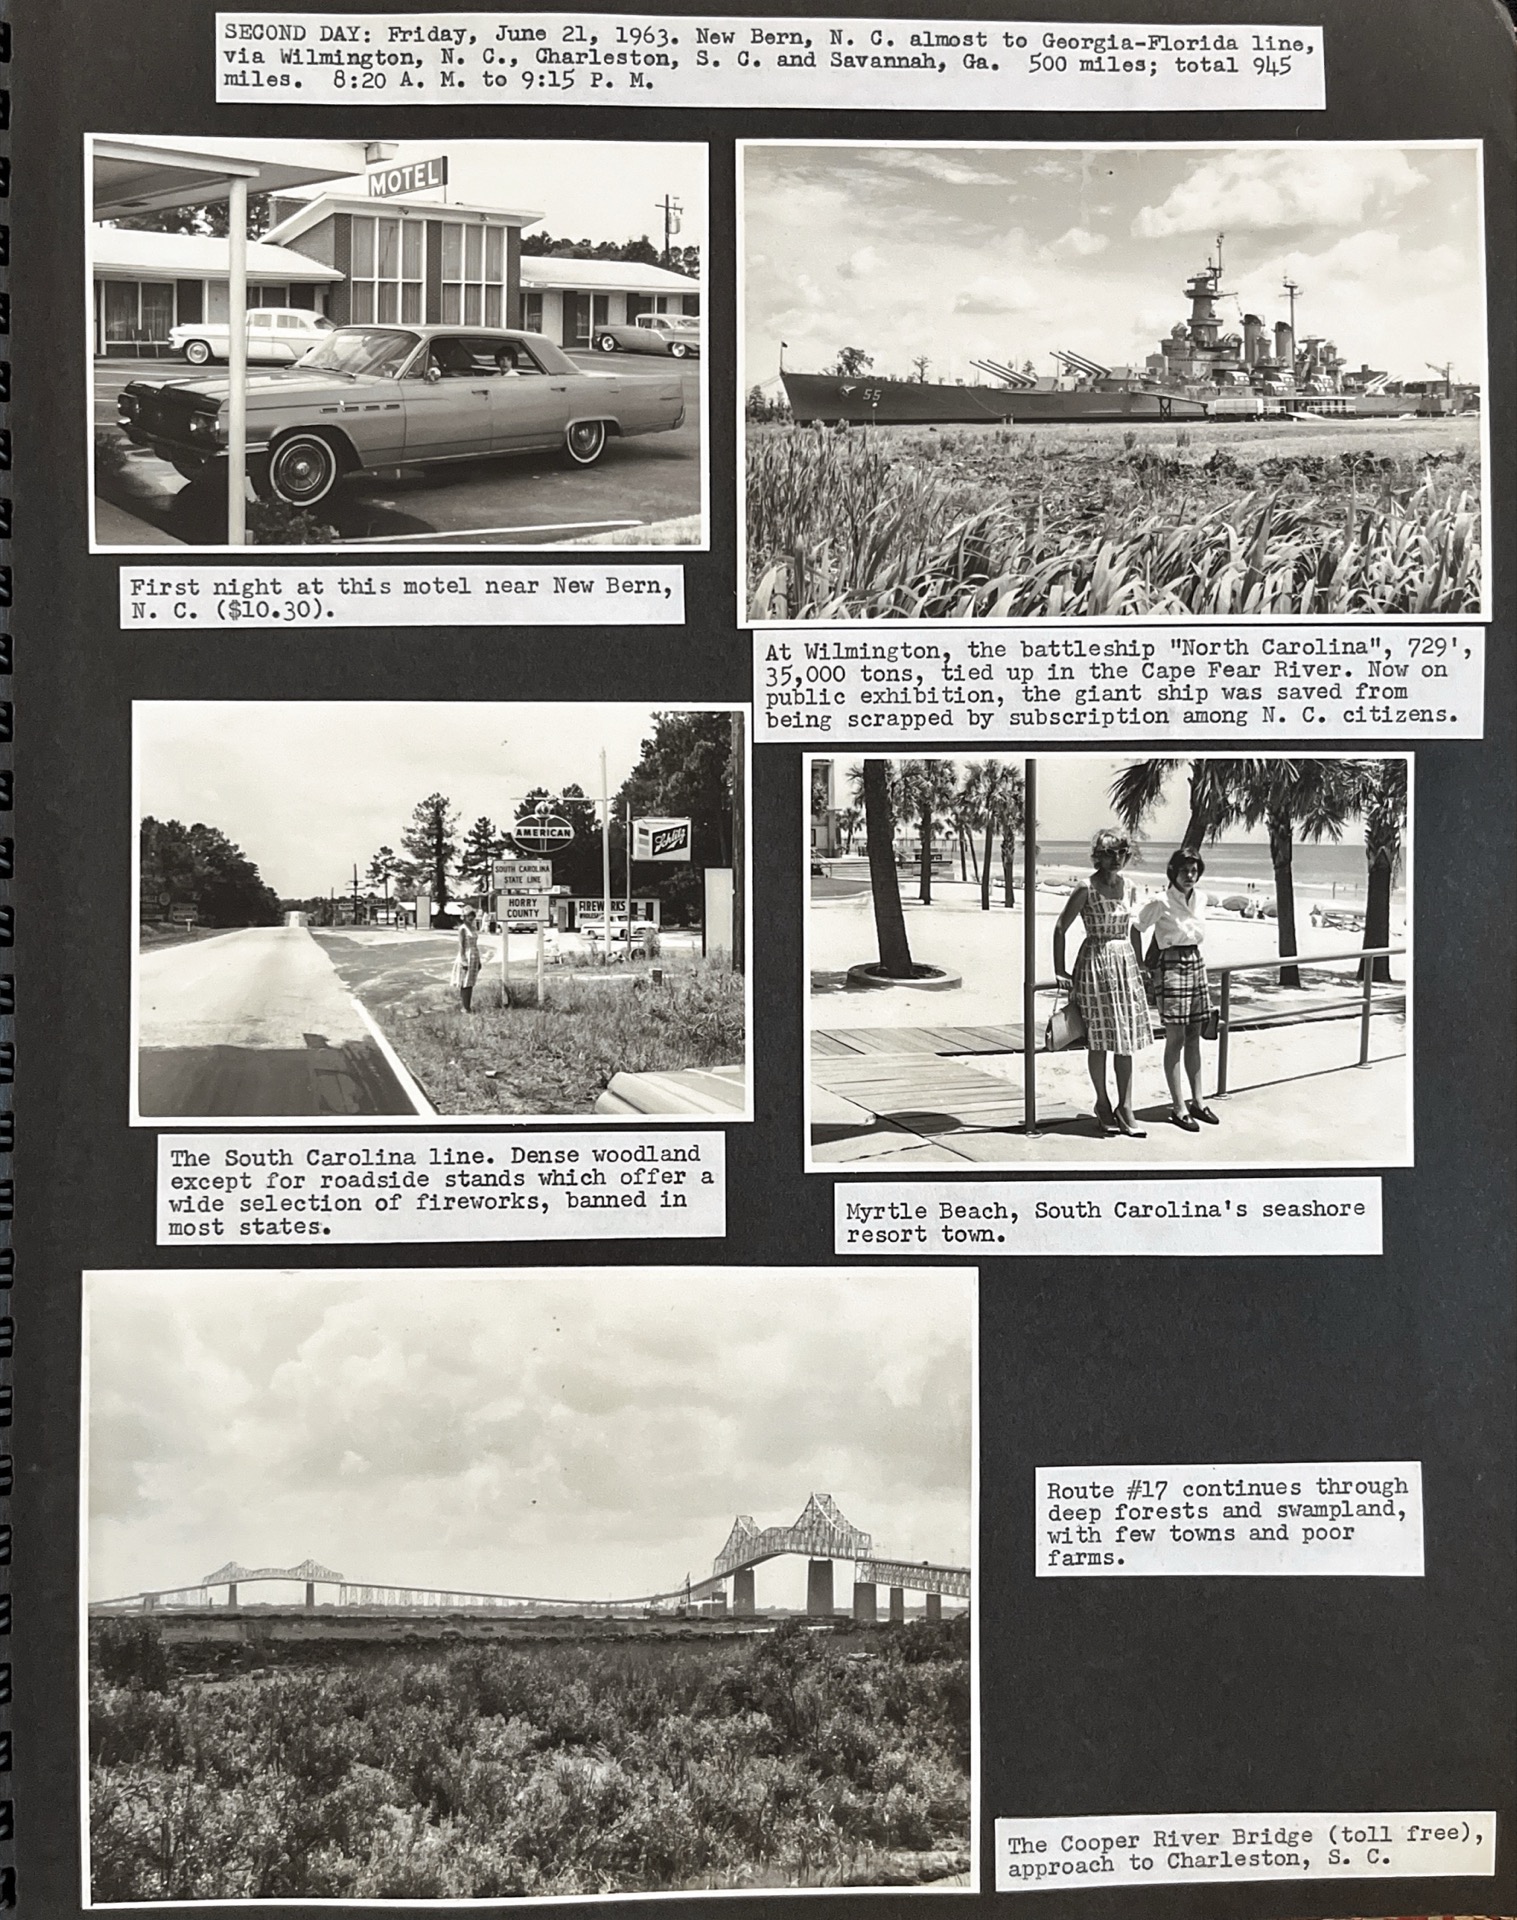 SECOND DAY: Friday, June 21, 1963. New Bern, N. C. almost to Georgia-Florida line,
via Wilmington, N. C., Charleston, S. C. and Savannah, Ga. 500 miles; total 945
miles. 8:20 A. M. to 9:15 P. M.
MOTEL
First night at this motel near New Bern,
N. C. ($10.30).
55
At Wilmington, the battleship "North Carolina", 729',
35,000 tons, tied up in the Cape Fear River. Now on
public exhibition, the giant ship was saved from
being scrapped by subscription among N. C. citizens.
AMERICAN
Schlitz
SOUTH CAROLINA
STATE LINE
HORRY
COUNTY
FIREWORKS
WHOLESALE
The South Carolina line. Dense woodland
except for roadside stands which offer a
wide selection of fireworks, banned in
most states.
Myrtle Beach, South Carolina's seashore
resort town.
Route #17 continues through
deep forests and swampland,
with few towns and poor
farms.
The Cooper River Bridge (toll free),
approach to Charleston, S. C.